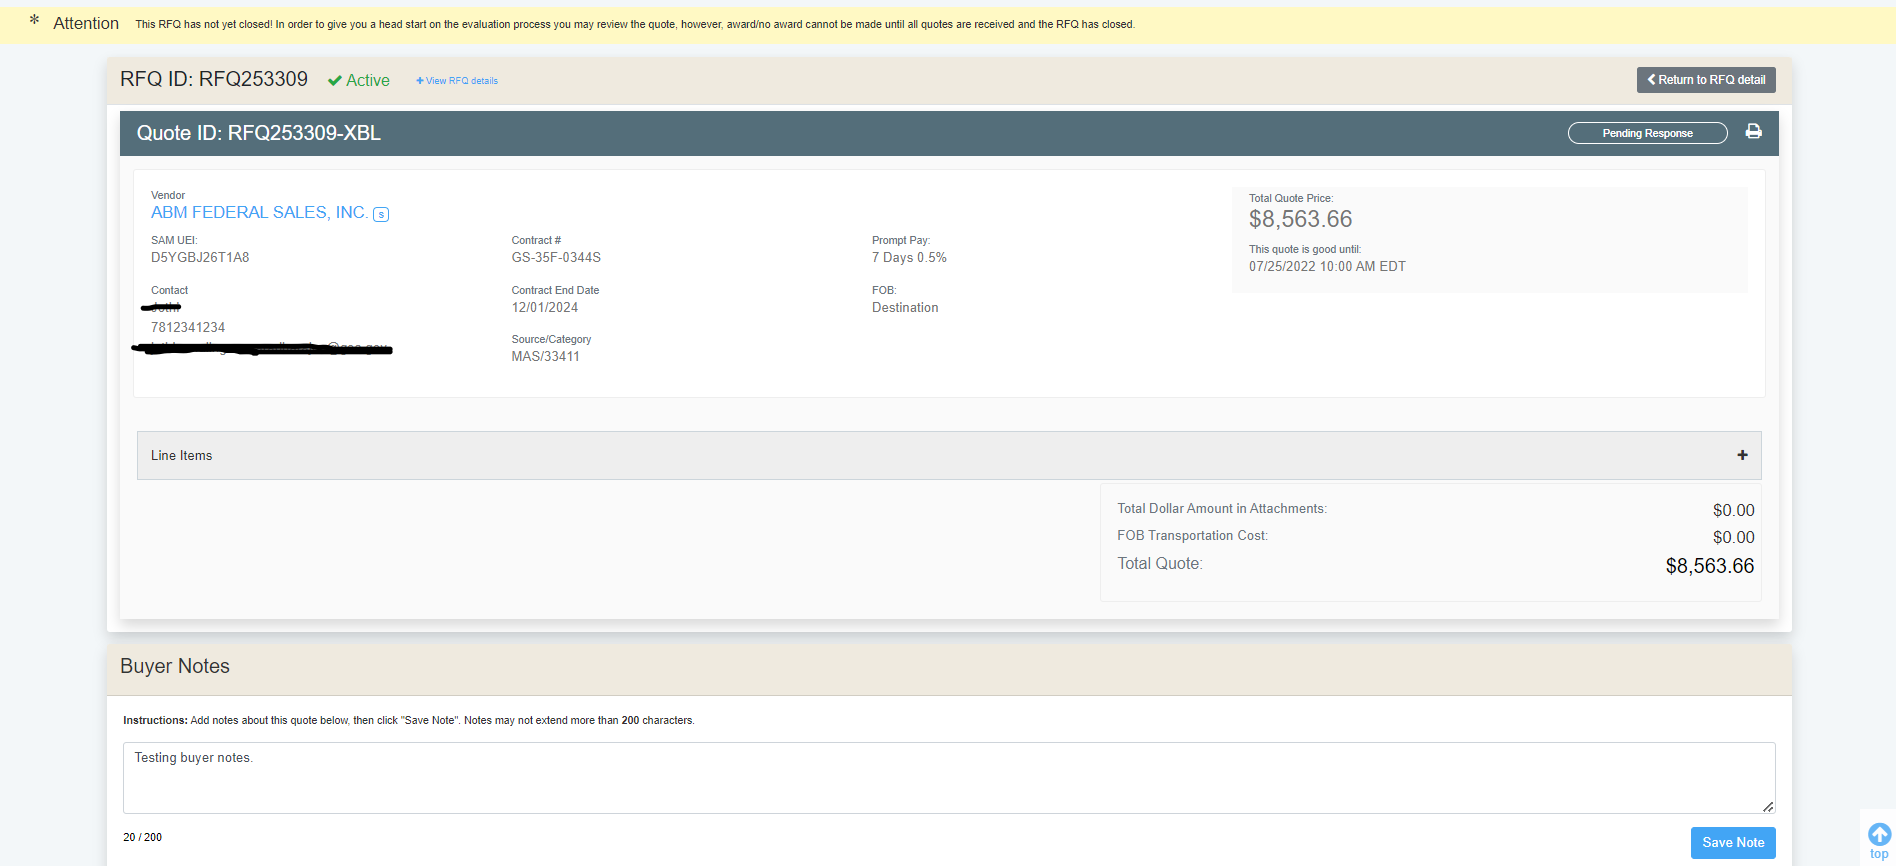 * Attention This RFQ has not yet closed! In order to give you a head start on the evaluation process you may review the quote, however, award/no award cannot be made until all quotes are received and the RFQ has closed.
RFQ ID: RFQ253309 Active + View RFQ details Return to RFQ detail
Quote ID: RFQ253309-XBL Pending Response
Vendor
ABM FEDERAL SALES, INC. s
SAM UEI:
D5YGBJ26T1A8
Contact
7812341234
Contract #
GS-35F-0344S
Contract End Date
12/01/2024
Source/Category
MAS/33411
Prompt Pay:
7 Days 0.5%
FOB:
Destination
Total Quote Price:
$8,563.66
This quote is good until:
07/25/2022 10:00 AM EDT
Line Items +
Total Dollar Amount in Attachments: $0.00
FOB Transportation Cost: $0.00
Total Quote: $8,563.66
Buyer Notes
Instructions: Add notes about this quote below, then click "Save Note". Notes may not extend more than 200 characters.
Testing buyer notes.
20 / 200
Save Note
top